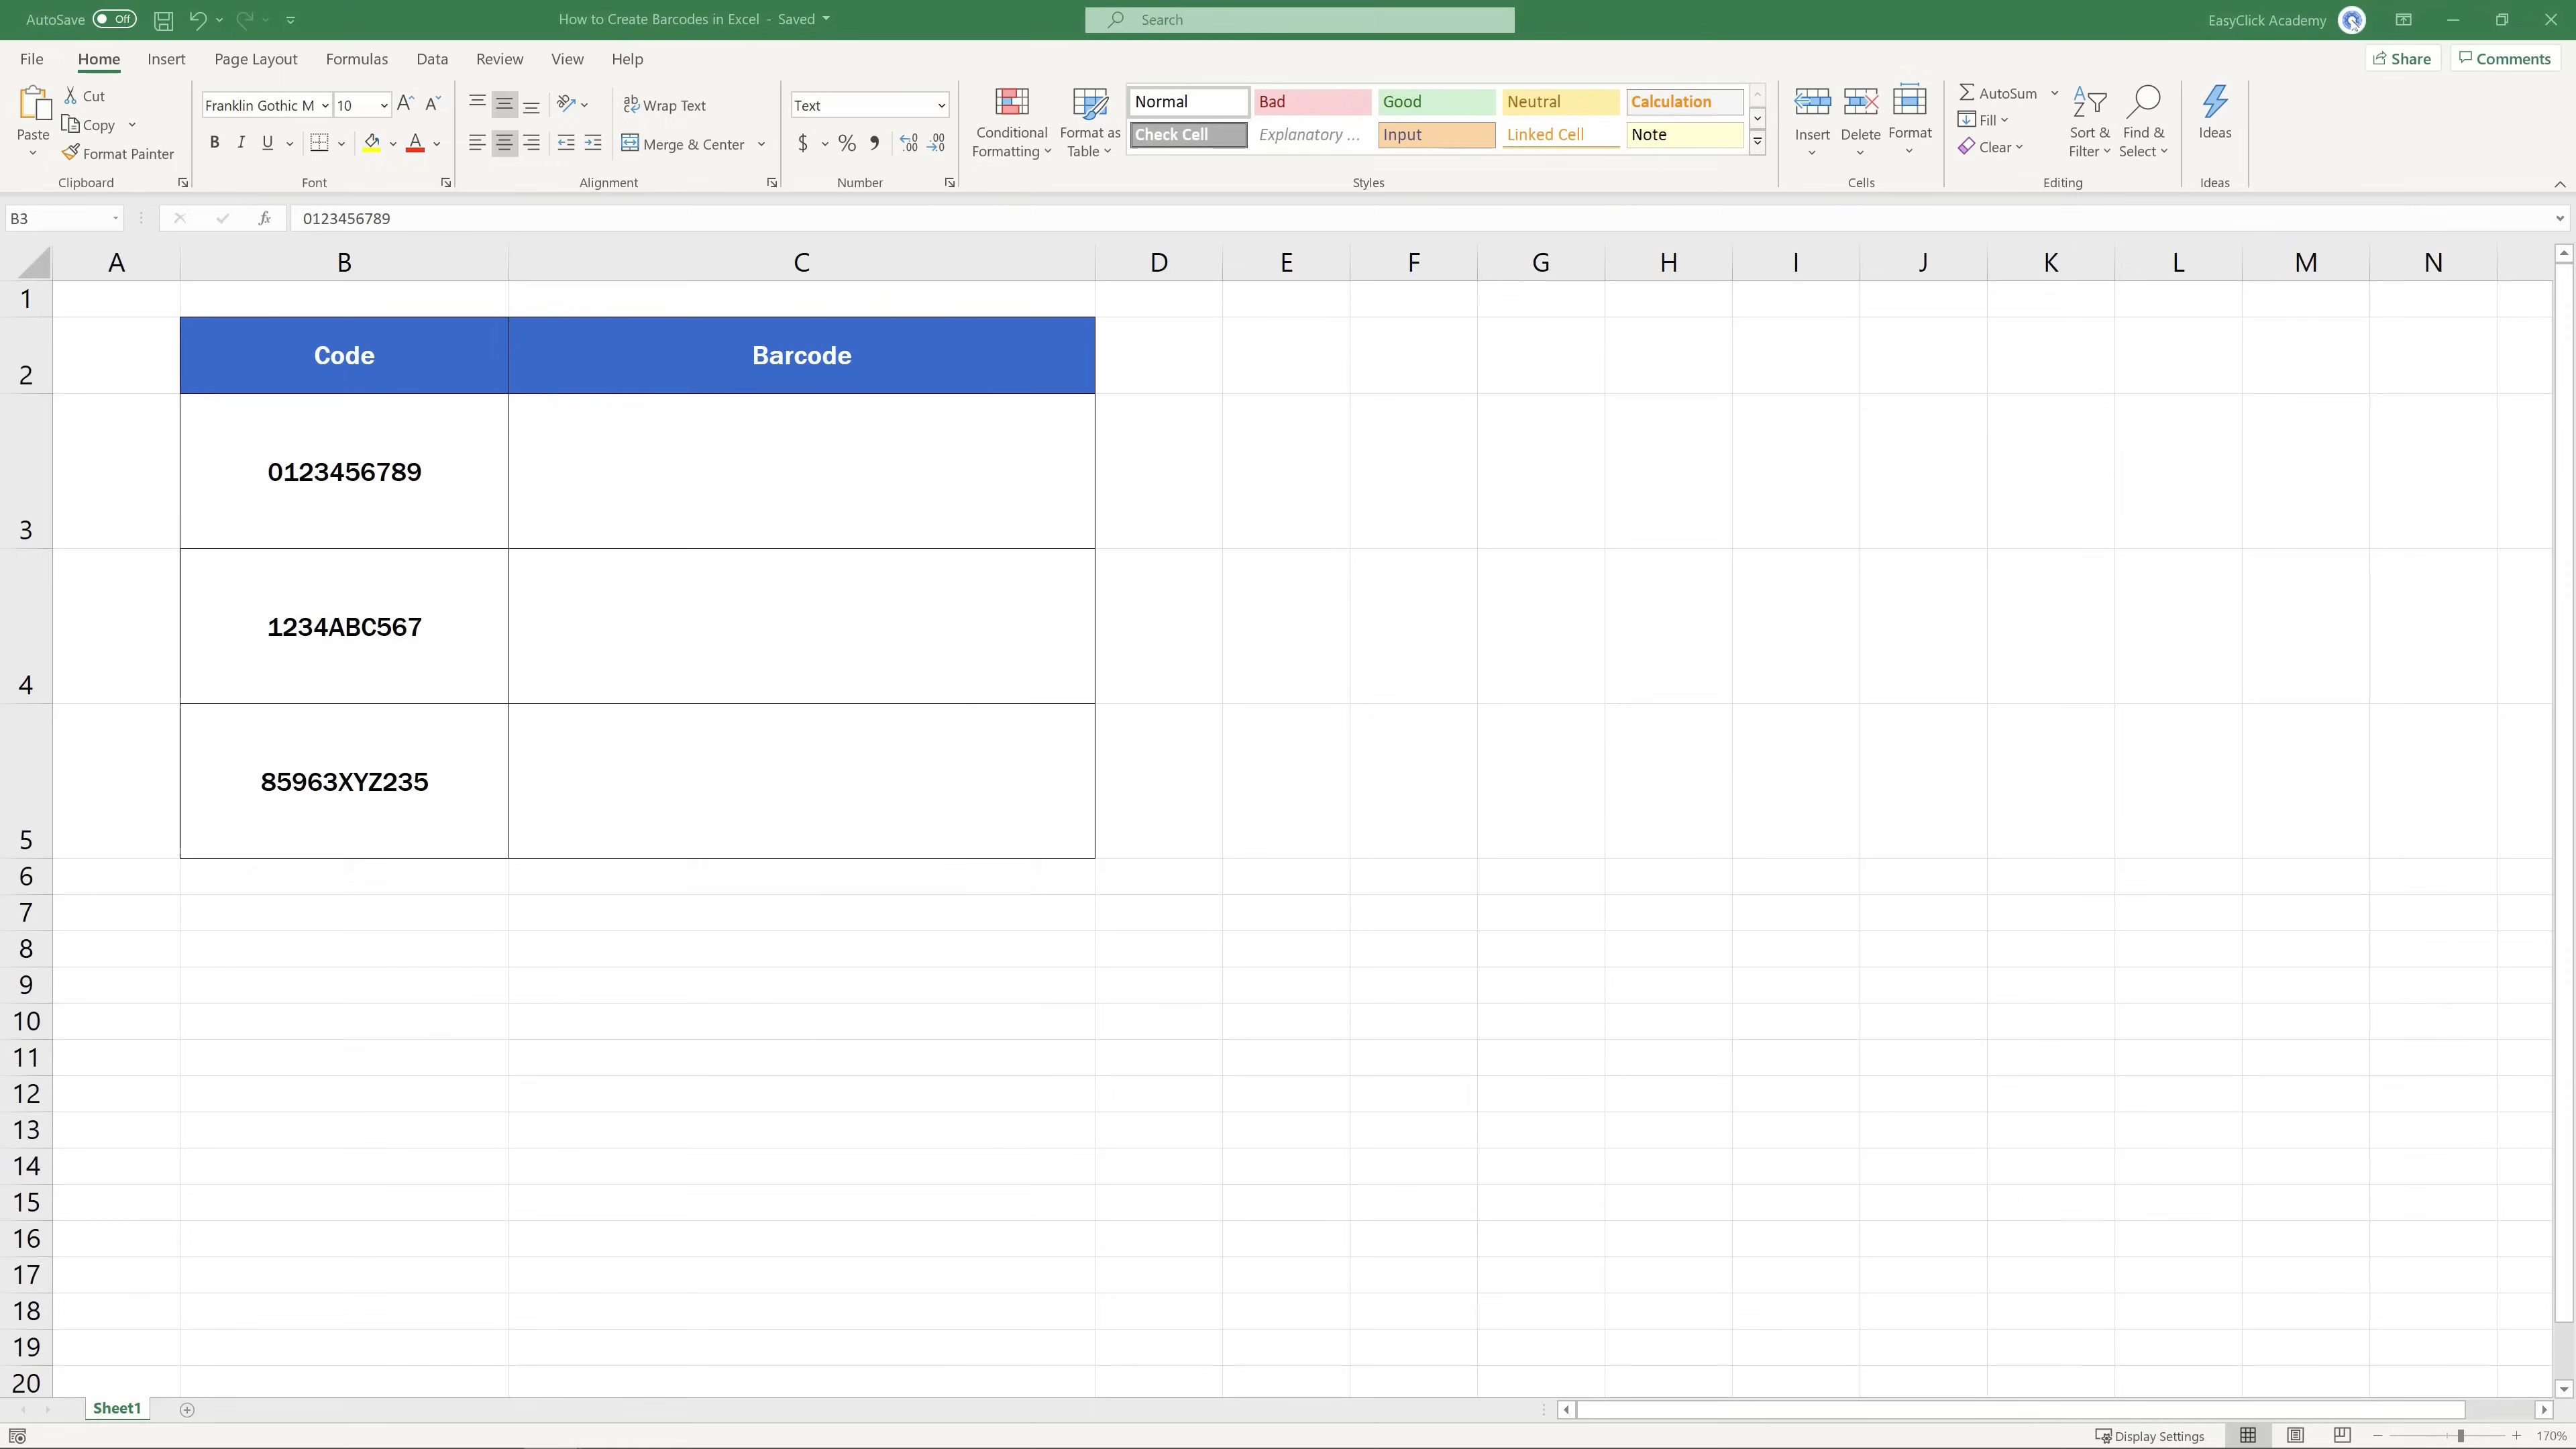 AutoSave Off How to Create Barcodes in Excel - Saved Search EasyClick Academy
File Home Insert Page Layout Formulas Data Review View Help Share Comments
Paste Cut Copy Format Painter Clipboard
Franklin Gothic M 10 B I U Font
ab Wrap Text Merge & Center Alignment
Text $ % Number
Conditional Formatting Format as Table
Normal Bad Good Neutral Calculation
Check Cell Explanatory ... Input Linked Cell Note
Styles
Insert Delete Format Cells
AutoSum Fill Clear Sort & Filter Find & Select Editing
Ideas Ideas
B3 fx 0123456789
A B C D E F G H I J K L M N
1
2 Code Barcode
3 0123456789
4 1234ABC567
5 85963XYZ235
6
7
8
9
10
11
12
13
14
15
16
17
18
19
20
Sheet1
Display Settings 170%